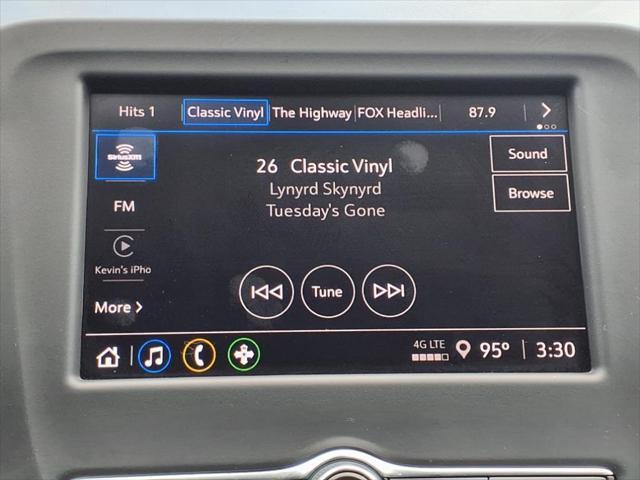 Hits 1 Classic Vinyl The Highway FOX Headli... 87.9 >
SiriusXM
FM
Kevin's iPho
More >
26 Classic Vinyl
Lynyrd Skynyrd
Tuesday's Gone
Tune
Sound
Browse
4G LTE 95° 3:30